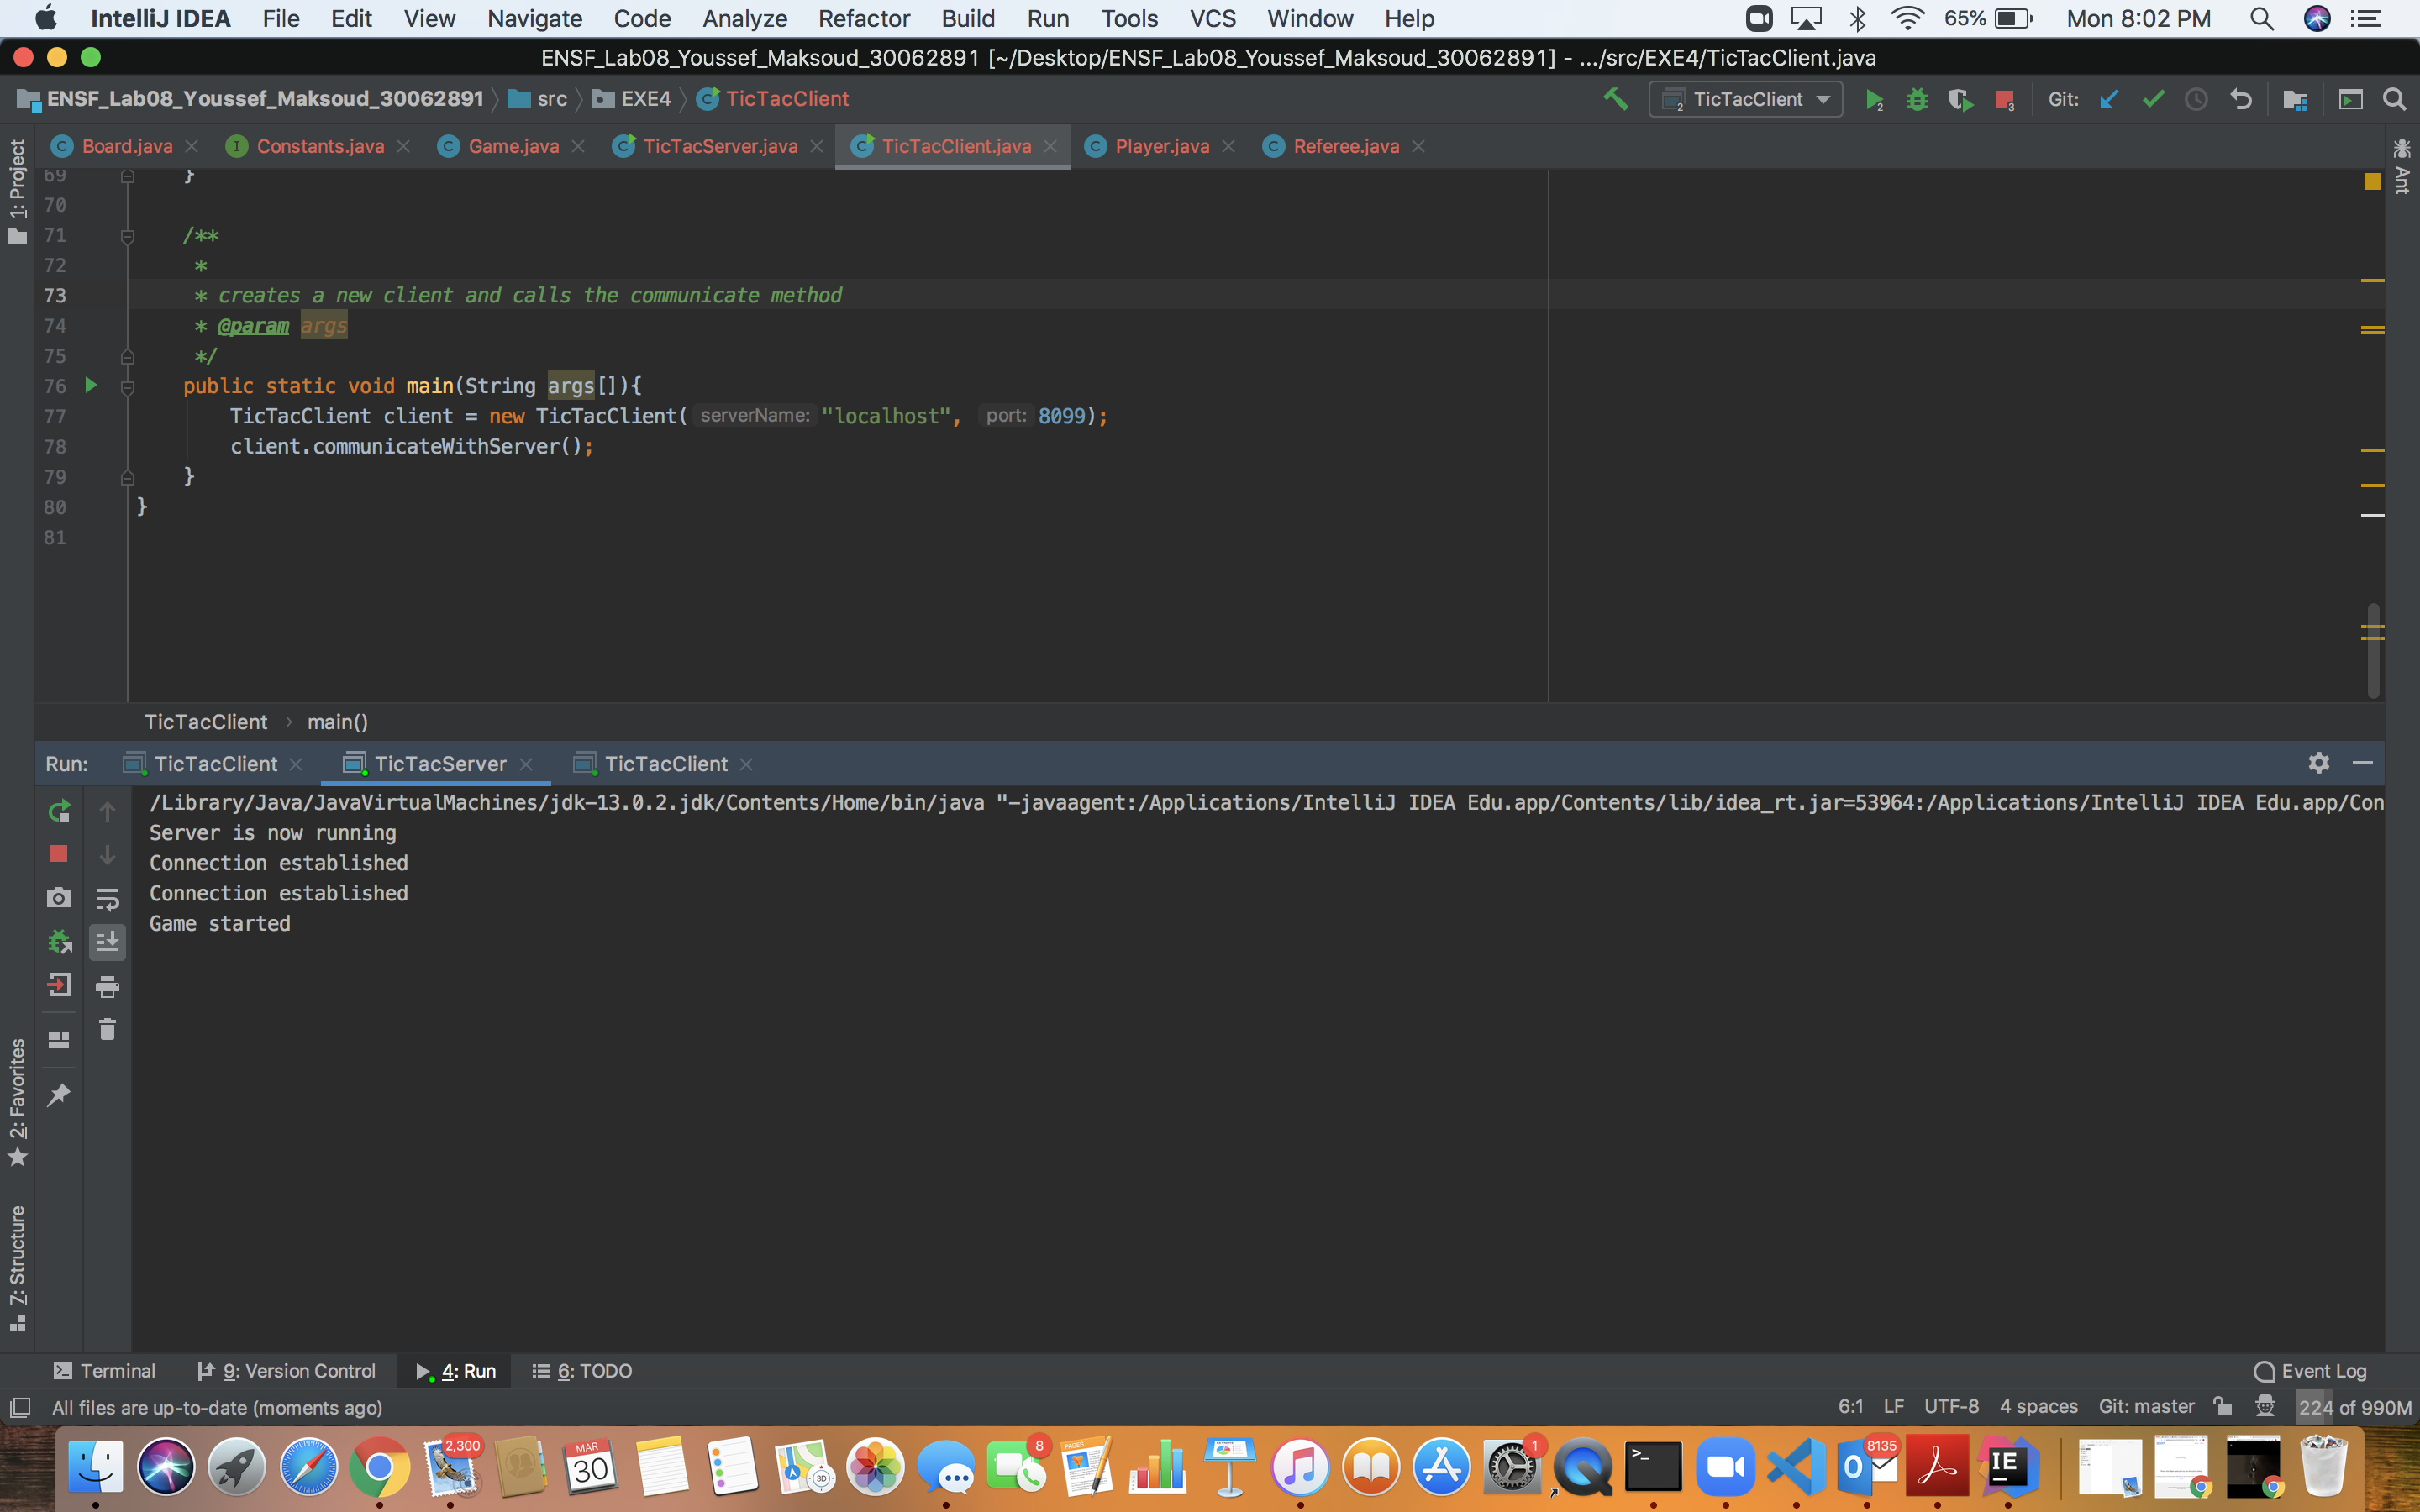 IntelliJ IDEA File Edit View Navigate Code Analyze Refactor Build Run Tools VCS Window Help 65% Mon 8:02 PM
ENSF_Lab08_Youssef_Maksoud_30062891 [~/Desktop/ENSF_Lab08_Youssef_Maksoud_30062891] - .../src/EXE4/TicTacClient.java
ENSF_Lab08_Youssef_Maksoud_30062891 src EXE4 TicTacClient TicTacClient Git:
Board.java Constants.java Game.java TicTacServer.java TicTacClient.java Player.java Referee.java
1: Project
Ant
69 }
70
71 /**
72 *
73 * creates a new client and calls the communicate method
74 * @param args
75 */
76 public static void main(String args[]){
77 TicTacClient client = new TicTacClient( serverName: "localhost", port: 8099);
78 client.communicateWithServer();
79 }
80 }
81
TicTacClient › main()
Run: TicTacClient TicTacServer TicTacClient
/Library/Java/JavaVirtualMachines/jdk-13.0.2.jdk/Contents/Home/bin/java "-javaagent:/Applications/IntelliJ IDEA Edu.app/Contents/lib/idea_rt.jar=53964:/Applications/IntelliJ IDEA Edu.app/Con
Server is now running
Connection established
Connection established
Game started
2: Favorites
7: Structure
Terminal 9: Version Control 4: Run 6: TODO Event Log
All files are up-to-date (moments ago) 6:1 LF UTF-8 4 spaces Git: master 224 of 990M
2,300 MAR 30 3D 8 PAGES 1 >_ 8135 O IE